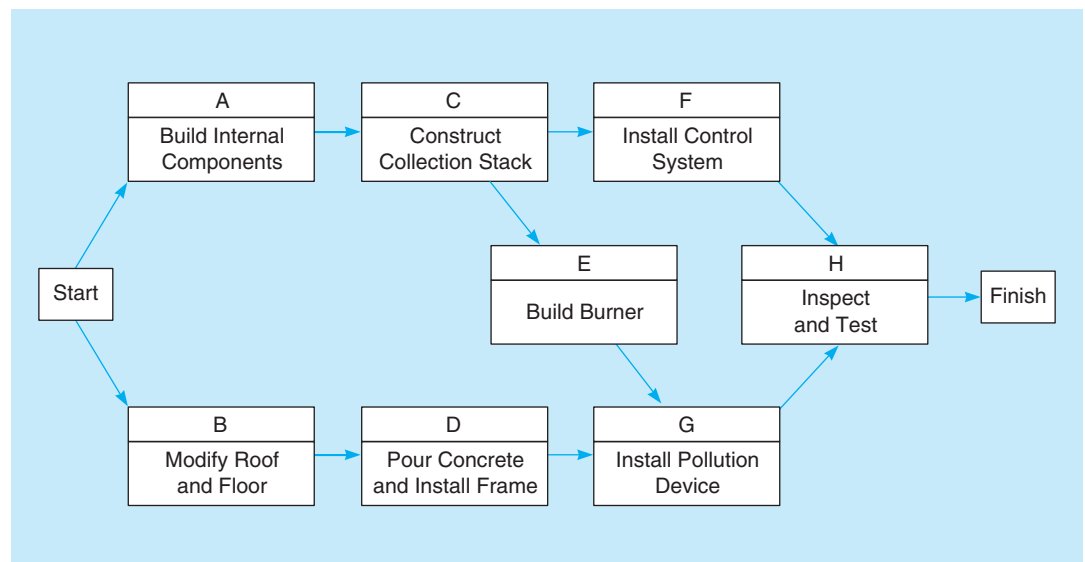 A
Build Internal
Components
C
Construct
Collection Stack
F
Install Control
System
Start
E
Build Burner
H
Inspect
and Test
Finish
B
Modify Roof
and Floor
D
Pour Concrete
and Install Frame
G
Install Pollution
Device